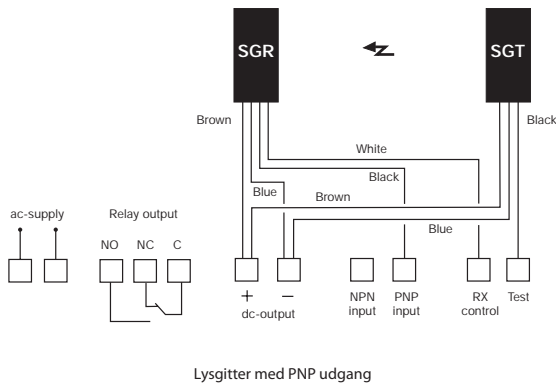 SGR
SGT
Brown
Black
White
Black
Blue
Brown
Blue
ac-supply
Relay output
NO
NC
C
+
−
dc-output
NPN
input
PNP
input
RX
control
Test
Lysgitter med PNP udgang